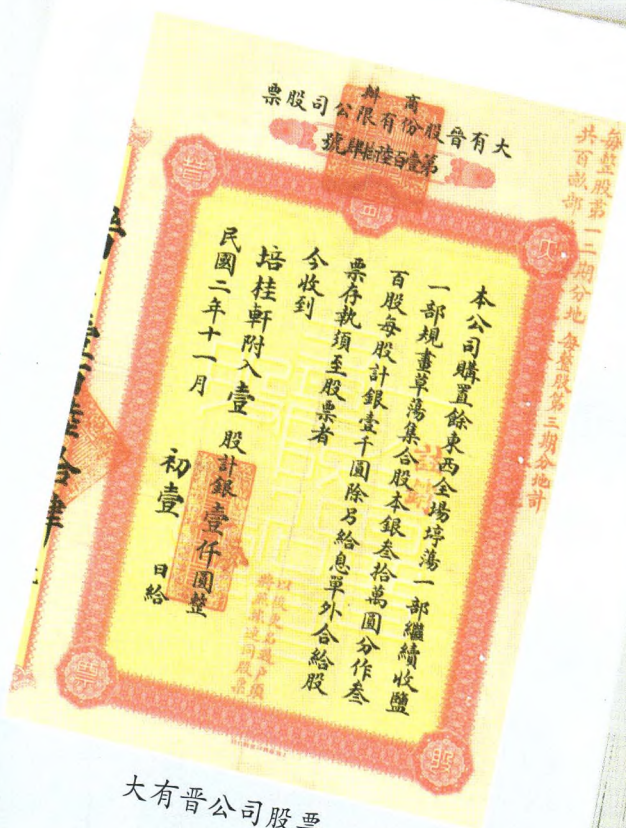 商辦
大有晉股份有限公司股票
第壹百陸拾肆號
每整股第一二期分地
共百畝
每整股第三期分地計
本公司購置餘東西全場埻蕩一部繼續收鹽
一部規畫草蕩集合股本銀叁拾萬圓分作叁
百股每股計銀壹千圓除另給息單外合給股
票存執須至股票者
今收到
培桂軒附入壹股計銀壹仟圓整
民國二年十一月初壹日給
註銷
大有晉公司股票